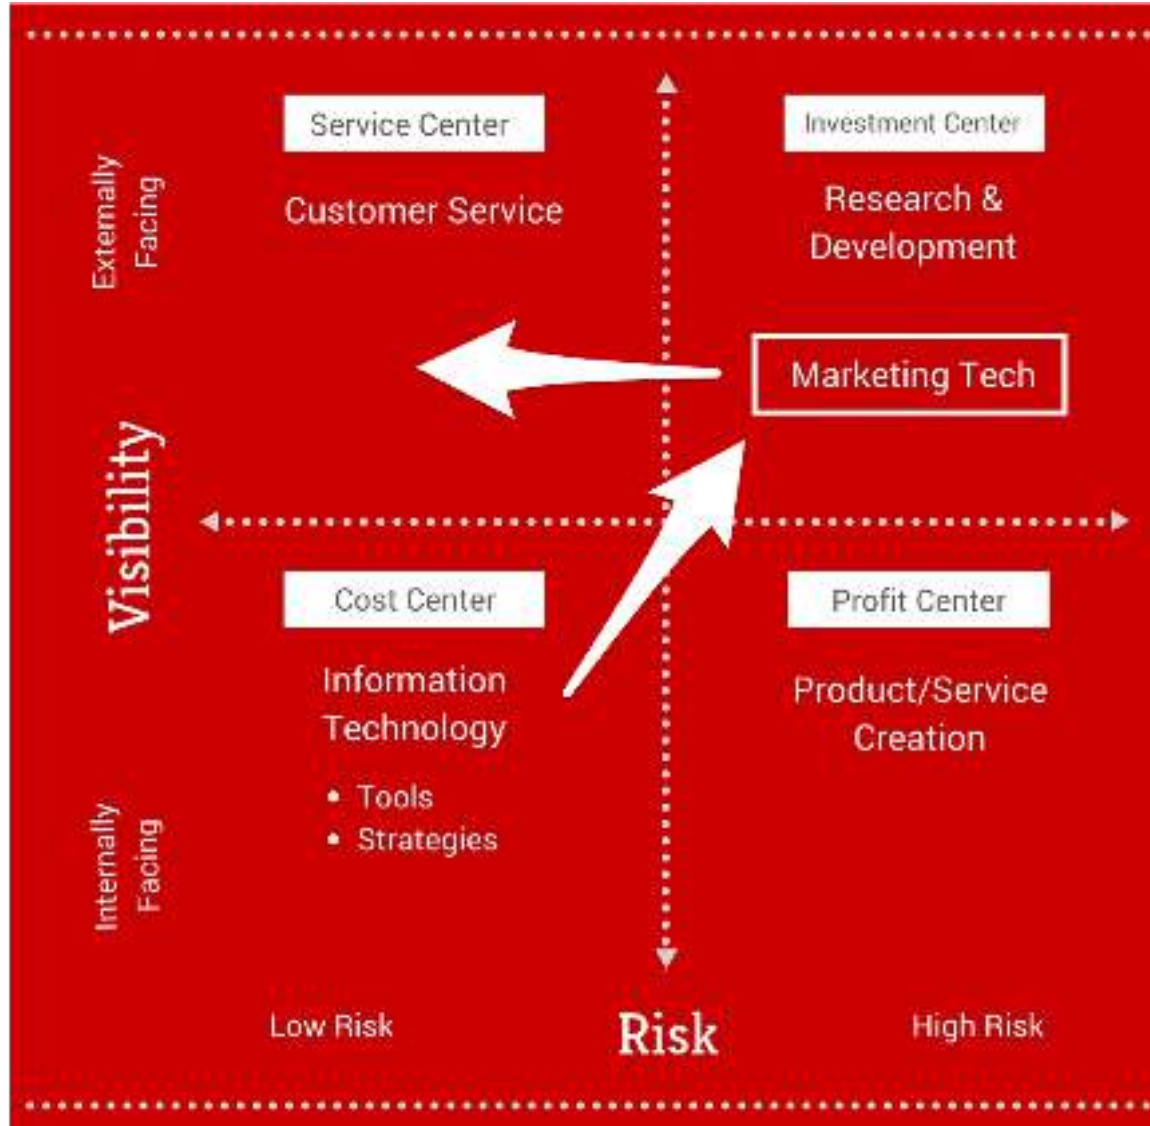 Service Center
Investment Center
Externally
Facing
Customer Service
Research &
Development
Marketing Tech
Visibility
Cost Center
Profit Center
Information
Technology
• Tools
• Strategies
Product/Service
Creation
Internally
Facing
Low Risk
Risk
High Risk